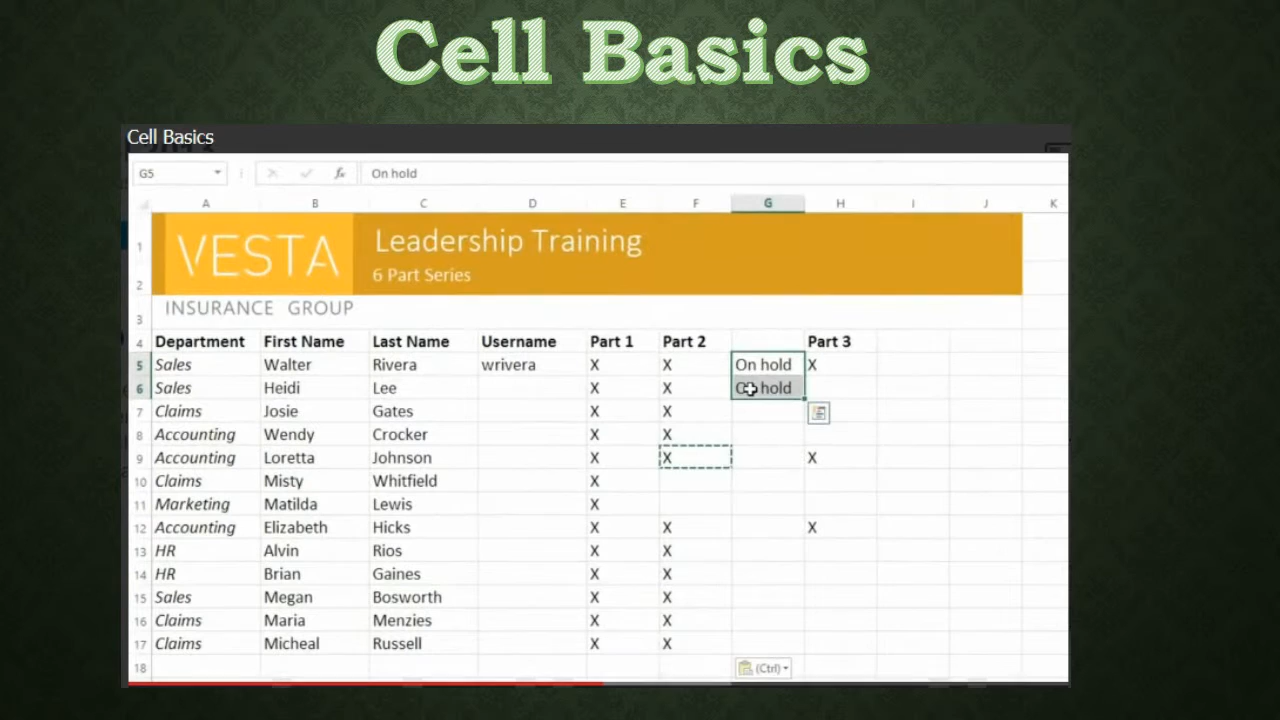 Cell Basics
Cell Basics
G5 fx On hold
A B C D E F G H I J K
1 VESTA Leadership Training
2 6 Part Series
3 INSURANCE GROUP
4 Department First Name Last Name Username Part 1 Part 2 Part 3
5 Sales Walter Rivera wrivera X X On hold X
6 Sales Heidi Lee X X On hold
7 Claims Josie Gates X X
8 Accounting Wendy Crocker X X
9 Accounting Loretta Johnson X X X
10 Claims Misty Whitfield X
11 Marketing Matilda Lewis X
12 Accounting Elizabeth Hicks X X X
13 HR Alvin Rios X X
14 HR Brian Gaines X X
15 Sales Megan Bosworth X X
16 Claims Maria Menzies X X
17 Claims Micheal Russell X X
18 (Ctrl)